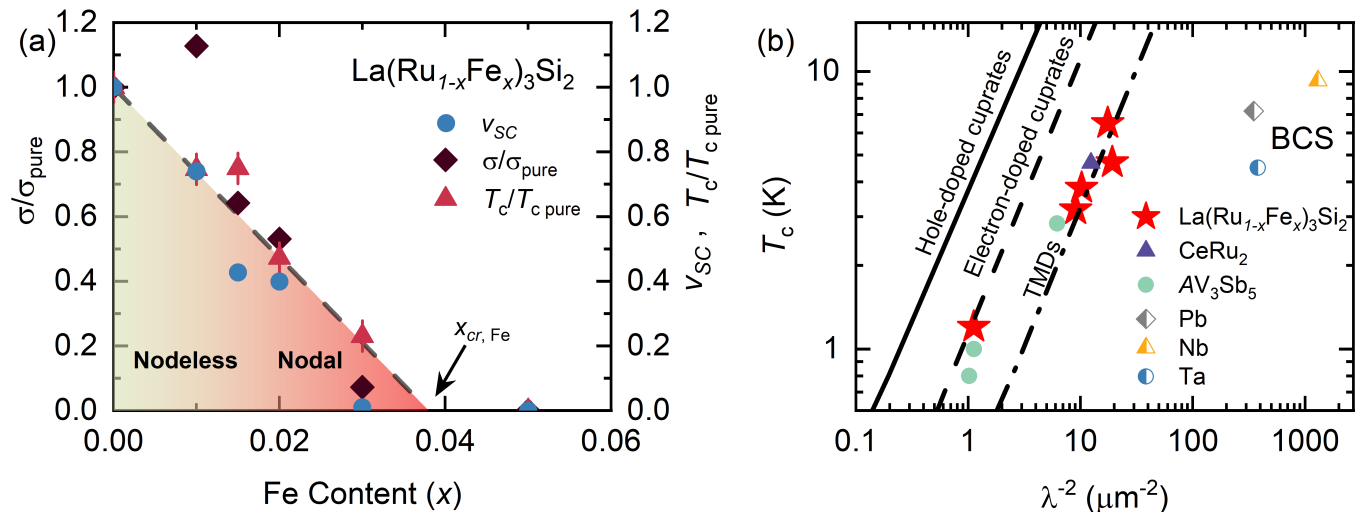 (a)
La(Ru1-xFex)3Si2
vSC
σ/σpure
Tc/Tc pure
Nodeless
Nodal
xcr, Fe
1.2
1.0
0.8
0.6
0.4
0.2
0.0
σ/σpure
1.2
1.0
0.8
0.6
0.4
0.2
0.0
vSC , Tc/Tc pure
0.00
0.02
0.04
0.06
Fe Content (x)
(b)
Hole-doped cuprates
Electron-doped cuprates
TMDs
BCS
La(Ru1-xFex)3Si2
CeRu2
AV3Sb5
Pb
Nb
Ta
10
1
Tc (K)
0.1
1
10
100
1000
λ-2 (μm-2)